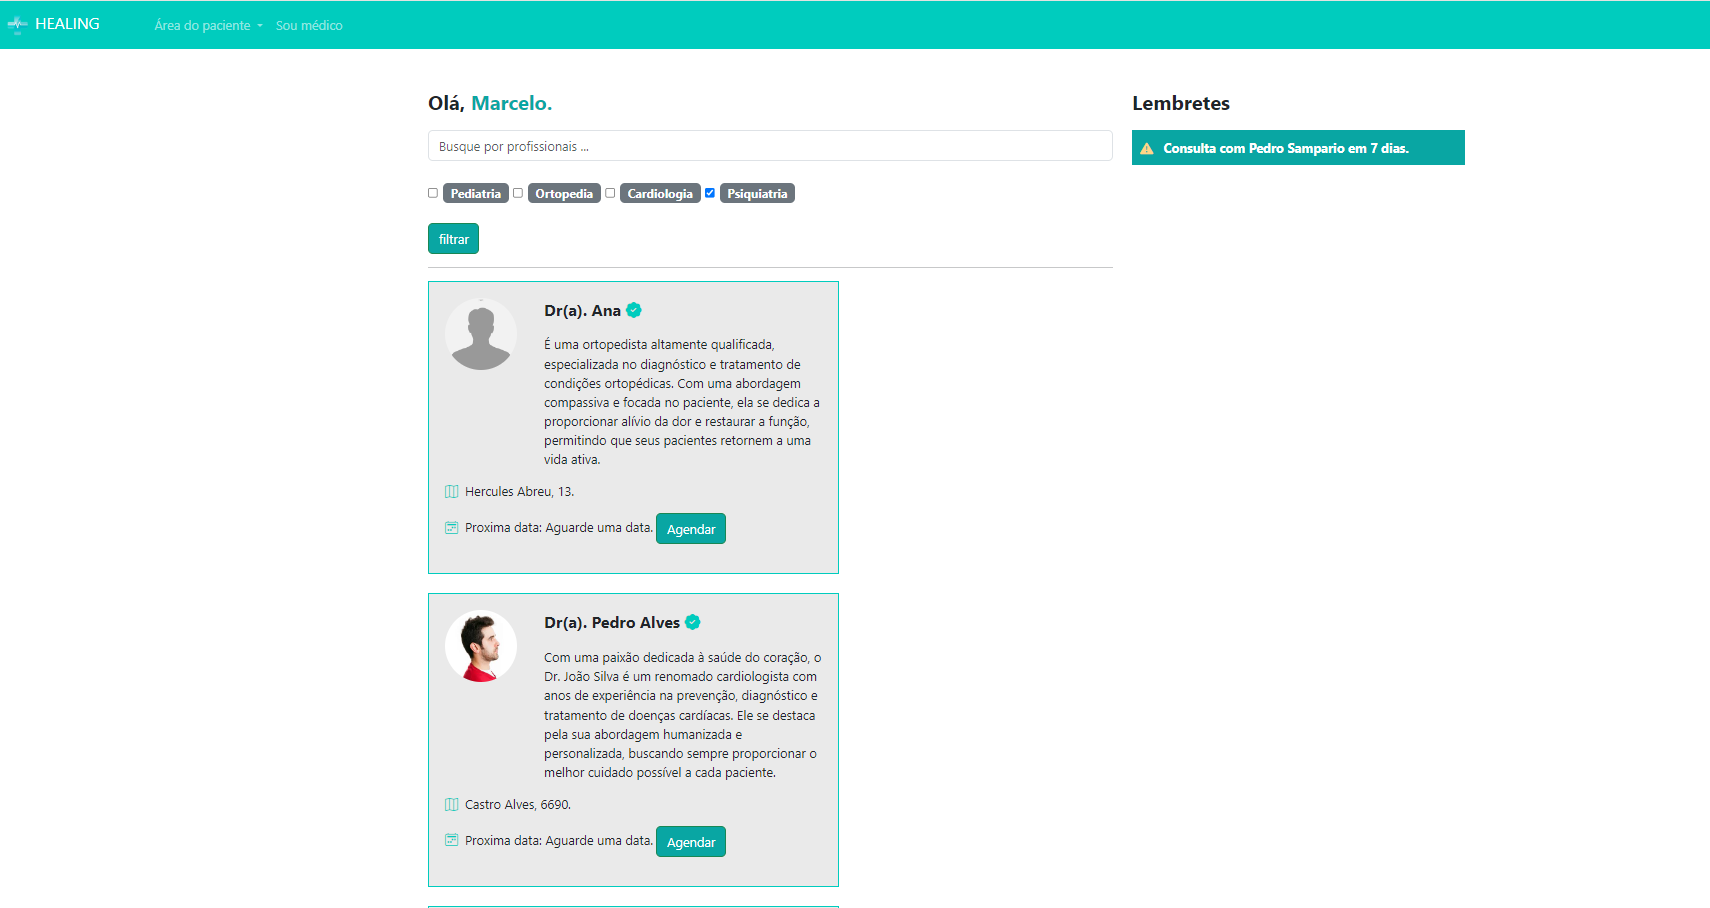 HEALING
Área do paciente
Sou médico
Olá, Marcelo.
Busque por profissionais ...
Pediatria Ortopedia Cardiologia Psiquiatria
filtrar
Dr(a). Ana
É uma ortopedista altamente qualificada,
especializada no diagnóstico e tratamento de
condições ortopédicas. Com uma abordagem
compassiva e focada no paciente, ela se dedica a
proporcionar alívio da dor e restaurar a função,
permitindo que seus pacientes retornem a uma
vida ativa.
Hercules Abreu, 13.
Proxima data: Aguarde uma data. Agendar
Dr(a). Pedro Alves
Com uma paixão dedicada à saúde do coração, o
Dr. João Silva é um renomado cardiologista com
anos de experiência na prevenção, diagnóstico e
tratamento de doenças cardíacas. Ele se destaca
pela sua abordagem humanizada e
personalizada, buscando sempre proporcionar o
melhor cuidado possível a cada paciente.
Castro Alves, 6690.
Proxima data: Aguarde uma data. Agendar
Lembretes
Consulta com Pedro Sampario em 7 dias.